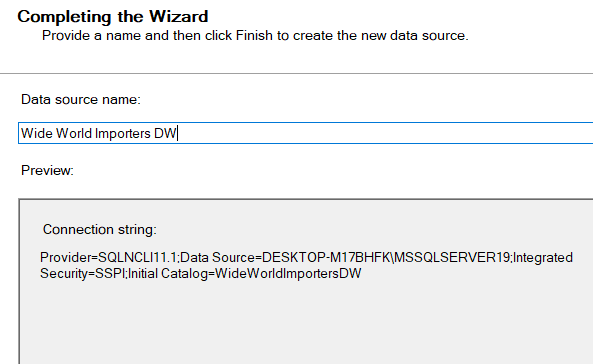 Completing the Wizard
Provide a name and then click Finish to create the new data source.
Data source name:
Wide World Importers DW
Preview:
Connection string:
Provider=SQLNCLI11.1;Data Source=DESKTOP-M17BHFK\MSSQLSERVER19;Integrated
Security=SSPI;Initial Catalog=WideWorldImportersDW